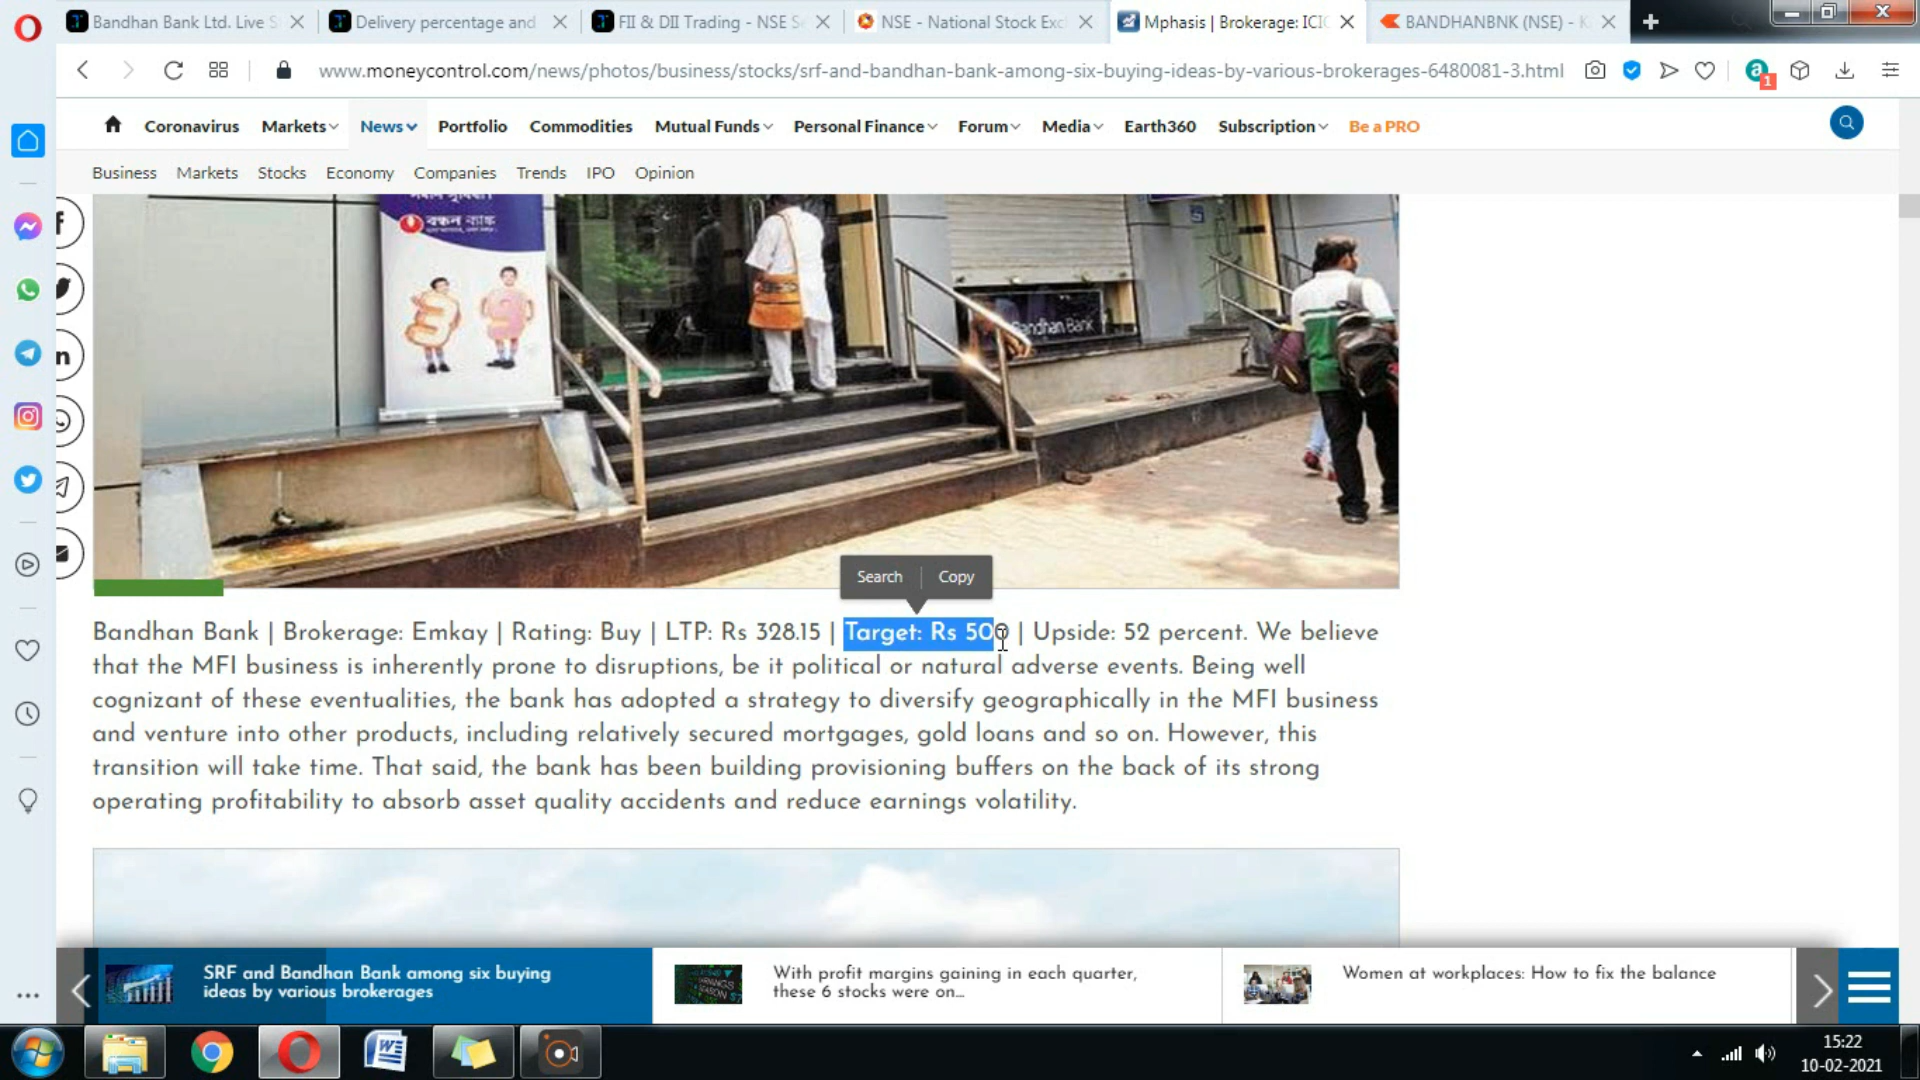 Bandhan Bank Ltd. Live S
Delivery percentage and
FII & DII Trading - NSE Se
NSE - National Stock Exc
Mphasis | Brokerage: ICIC
BANDHANBNK (NSE) - K
www.moneycontrol.com/news/photos/business/stocks/srf-and-bandhan-bank-among-six-buying-ideas-by-various-brokerages-6480081-3.html
1
Coronavirus Markets News Portfolio Commodities Mutual Funds Personal Finance Forum Media Earth360 Subscription Be a PRO
Business Markets Stocks Economy Companies Trends IPO Opinion
বন্ধন ব্যাঙ্ক
Bandhan Bank
Search Copy
Bandhan Bank | Brokerage: Emkay | Rating: Buy | LTP: Rs 328.15 | Target: Rs 500 | Upside: 52 percent. We believe
that the MFI business is inherently prone to disruptions, be it political or natural adverse events. Being well
cognizant of these eventualities, the bank has adopted a strategy to diversify geographically in the MFI business
and venture into other products, including relatively secured mortgages, gold loans and so on. However, this
transition will take time. That said, the bank has been building provisioning buffers on the back of its strong
operating profitability to absorb asset quality accidents and reduce earnings volatility.
SRF and Bandhan Bank among six buying
ideas by various brokerages
With profit margins gaining in each quarter,
these 6 stocks were on...
Women at workplaces: How to fix the balance
15:22
10-02-2021